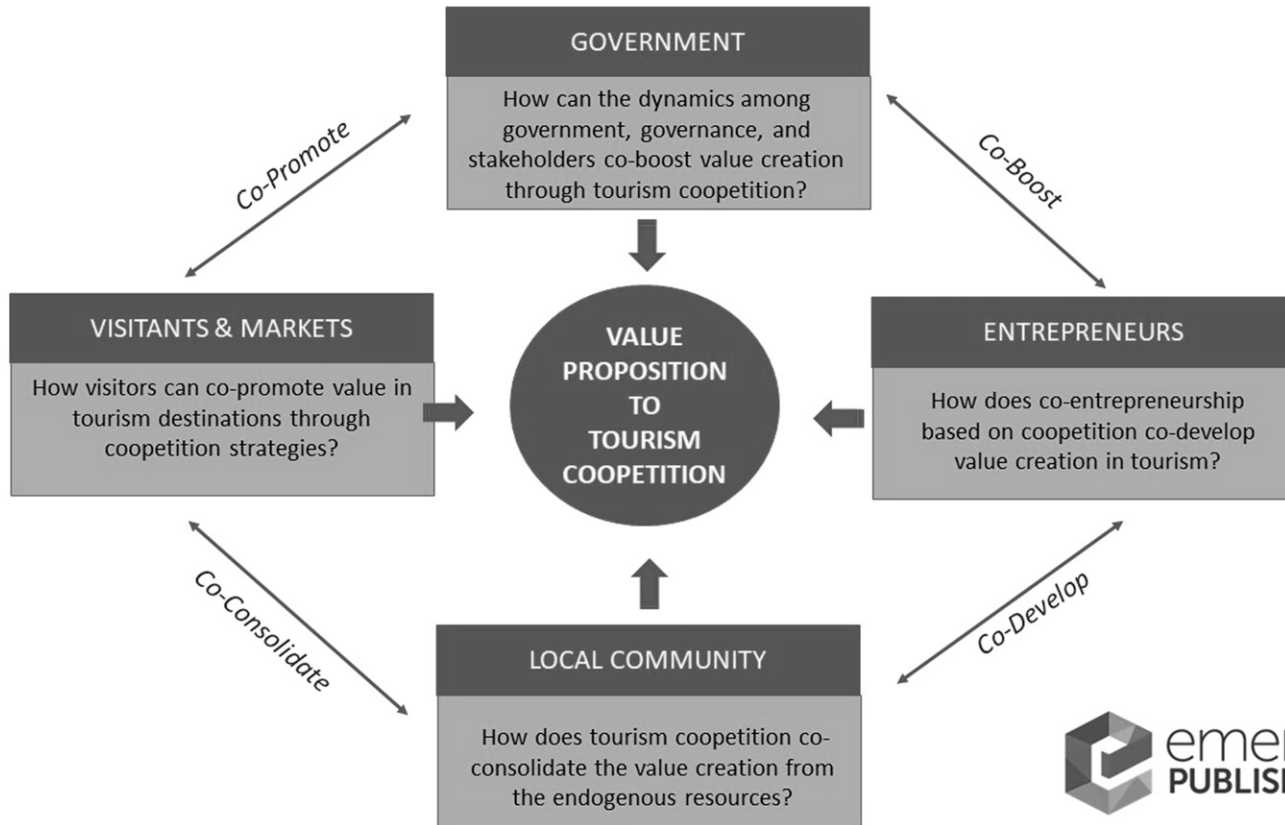 GOVERNMENT
How can the dynamics among
government, governance, and
stakeholders co-boost value creation
through tourism coopetition?
Co-Promote
Co-Boost
VISITANTS & MARKETS
How visitors can co-promote value in
tourism destinations through
coopetition strategies?
VALUE
PROPOSITION
TO
TOURISM
COOPETITION
ENTREPRENEURS
How does co-entrepreneurship
based on coopetition co-develop
value creation in tourism?
Co-Consolidate
Co-Develop
LOCAL COMMUNITY
How does tourism coopetition co-
consolidate the value creation from
the endogenous resources?